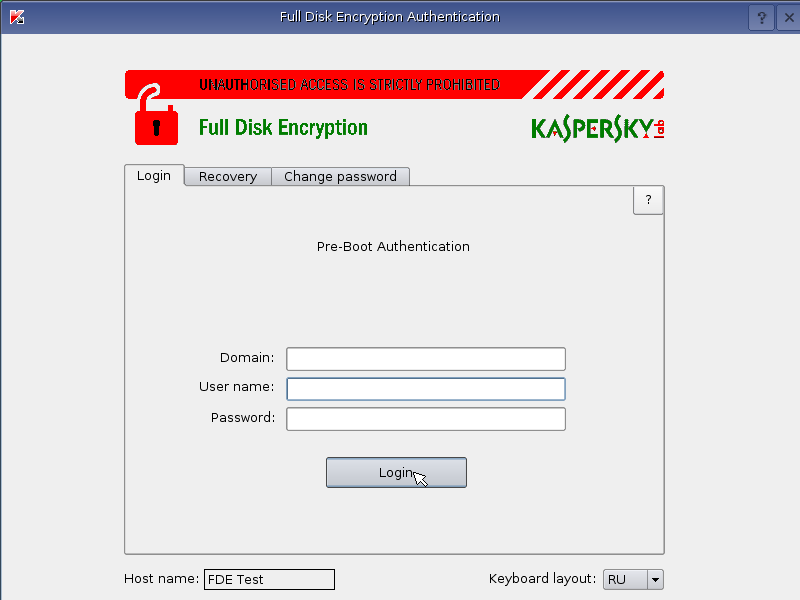 Full Disk Encryption Authentication
?
UNAUTHORISED ACCESS IS STRICTLY PROHIBITED
Full Disk Encryption
KASPERSKY lab
Login Recovery Change password
?
Pre-Boot Authentication
Domain:
User name:
Password:
Login
Host name: FDE Test
Keyboard layout: RU